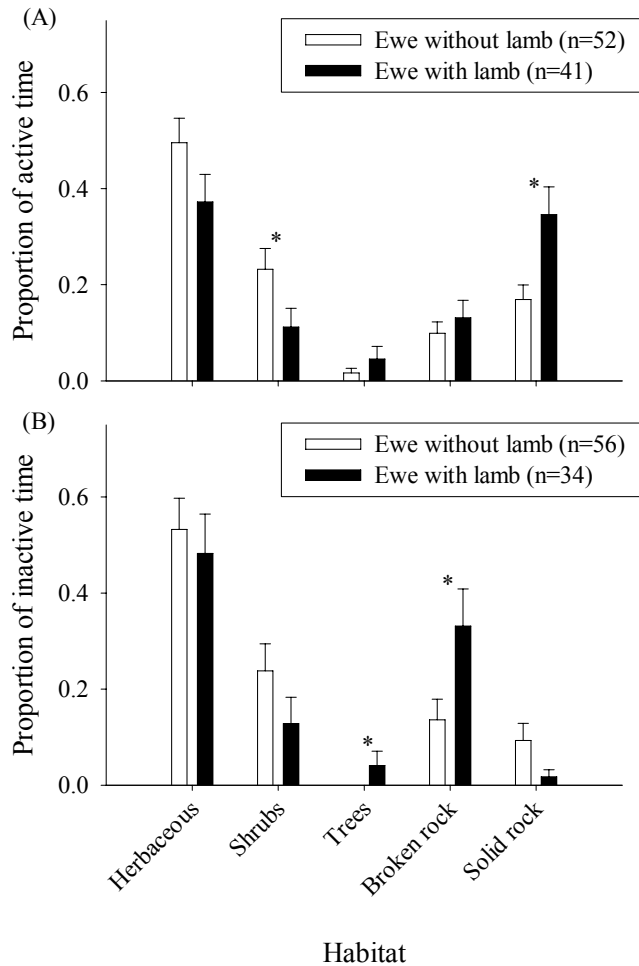 (A)
Ewe without lamb (n=52)
Ewe with lamb (n=41)
Proportion of active time
0.6
0.4
0.2
0.0
*
*
(B)
Ewe without lamb (n=56)
Ewe with lamb (n=34)
Proportion of inactive time
0.6
0.4
0.2
0.0
*
*
Herbaceous
Shrubs
Trees
Broken rock
Solid rock
Habitat